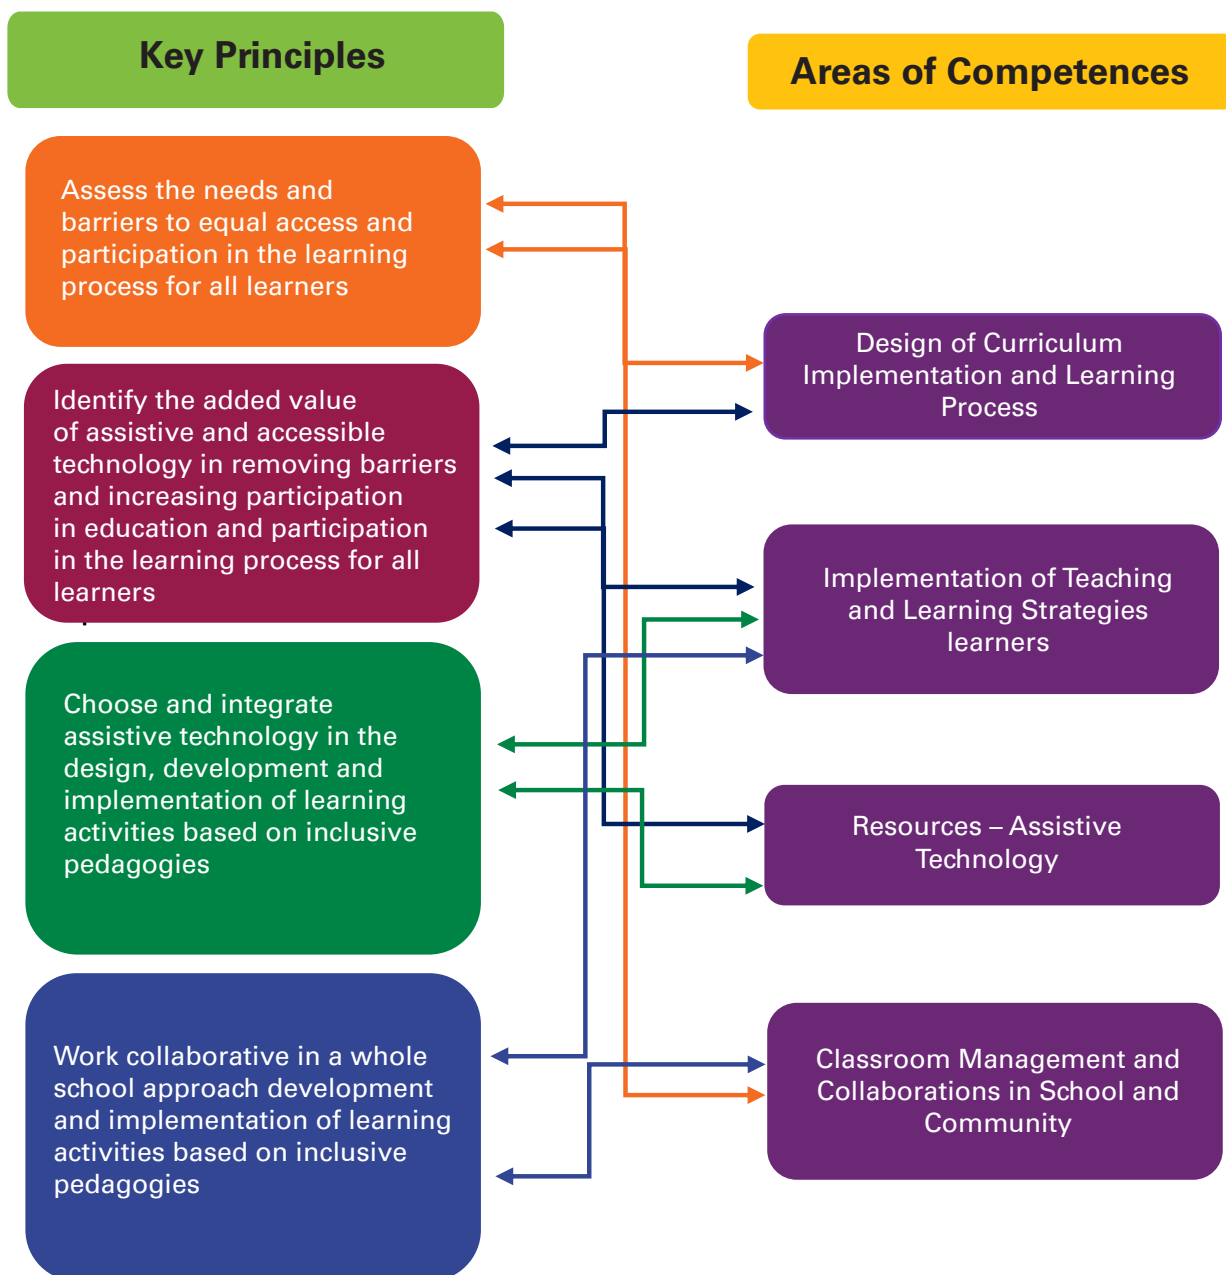 Key Principles
Areas of Competences
Assess the needs and
barriers to equal access and
participation in the learning
process for all learners
Identify the added value
of assistive and accessible
technology in removing barriers
and increasing participation
in education and participation
in the learning process for all
learners
Choose and integrate
assistive technology in the
design, development and
implementation of learning
activities based on inclusive
pedagogies
Work collaborative in a whole
school approach development
and implementation of learning
activities based on inclusive
pedagogies
Design of Curriculum
Implementation and Learning
Process
Implementation of Teaching
and Learning Strategies
learners
Resources – Assistive
Technology
Classroom Management and
Collaborations in School and
Community